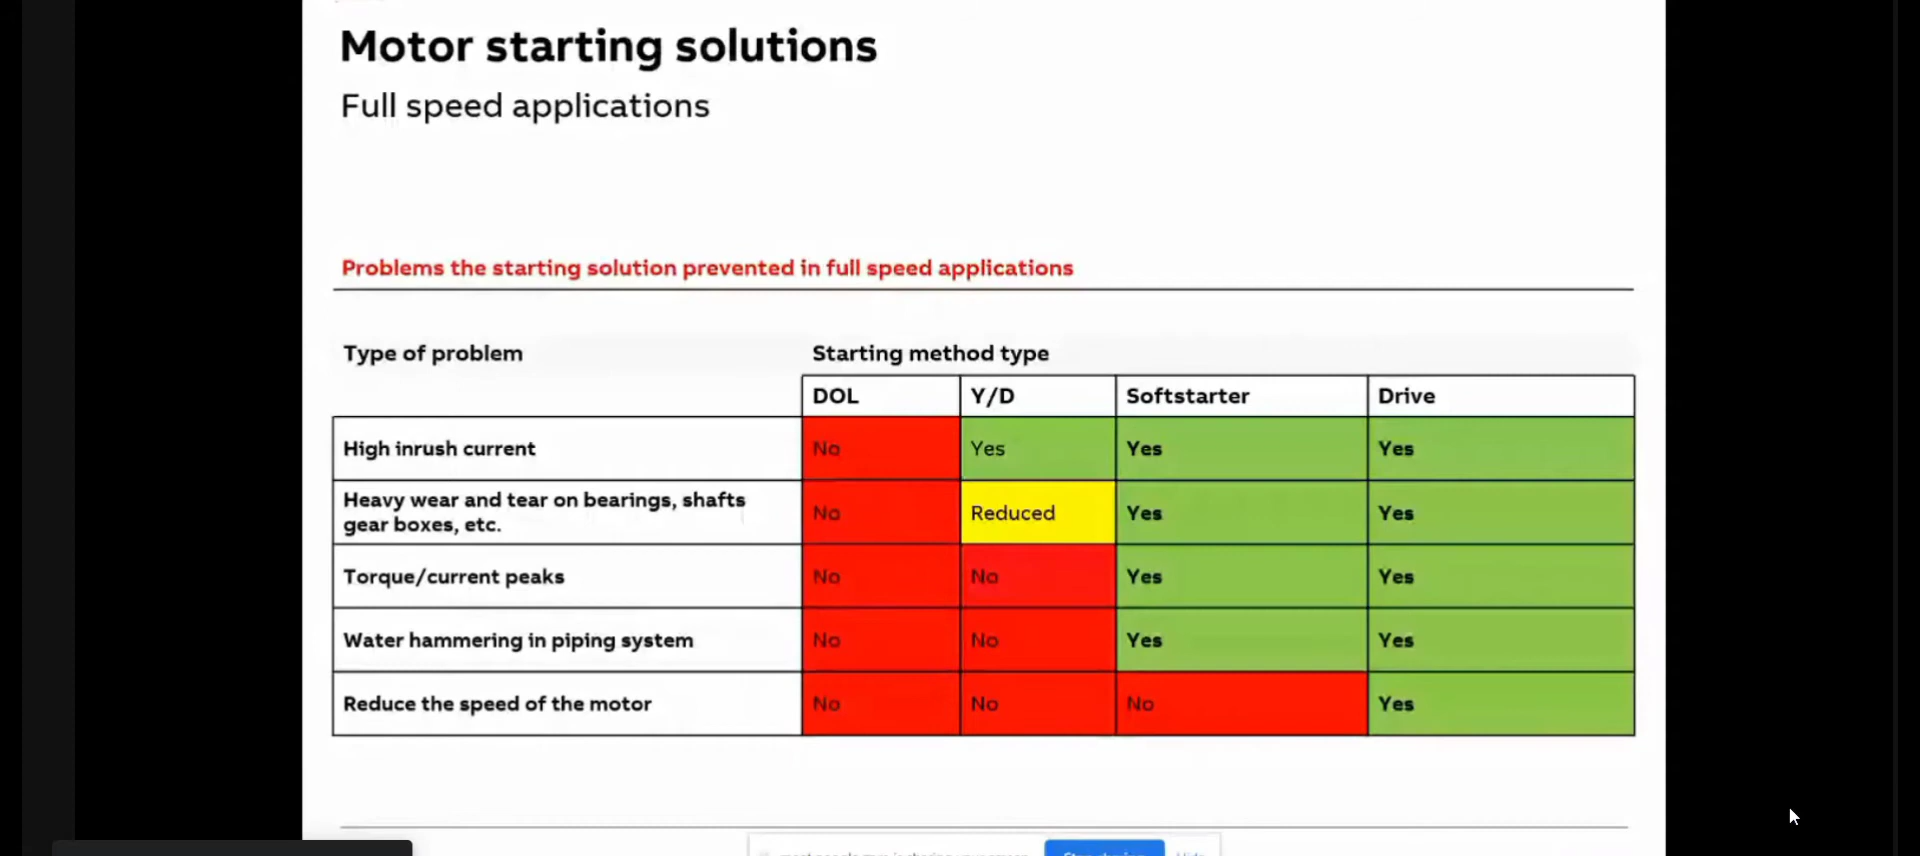 Motor starting solutions
Full speed applications
Problems the starting solution prevented in full speed applications
Type of problem Starting method type
DOL Y/D Softstarter Drive
High inrush current No Yes Yes Yes
Heavy wear and tear on bearings, shafts
gear boxes, etc. No Reduced Yes Yes
Torque/current peaks No No Yes Yes
Water hammering in piping system No No Yes Yes
Reduce the speed of the motor No No No Yes